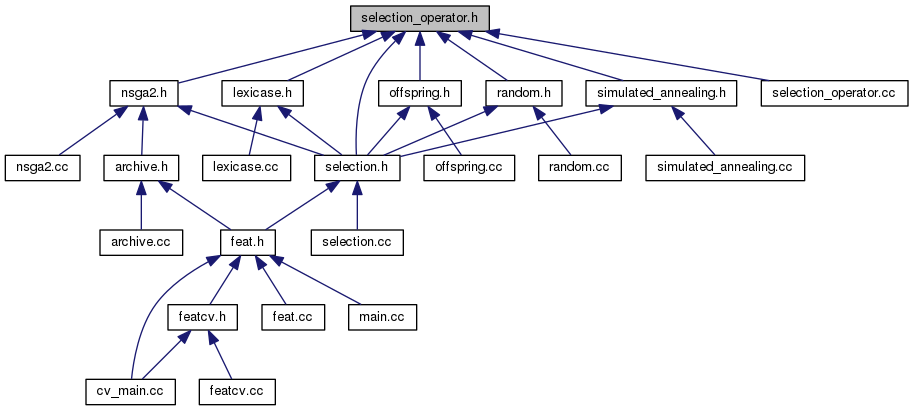 selection_operator.h
nsga2.h
lexicase.h
offspring.h
random.h
simulated_annealing.h
selection_operator.cc
nsga2.cc
archive.h
lexicase.cc
selection.h
offspring.cc
random.cc
simulated_annealing.cc
archive.cc
feat.h
selection.cc
featcv.h
feat.cc
main.cc
cv_main.cc
featcv.cc